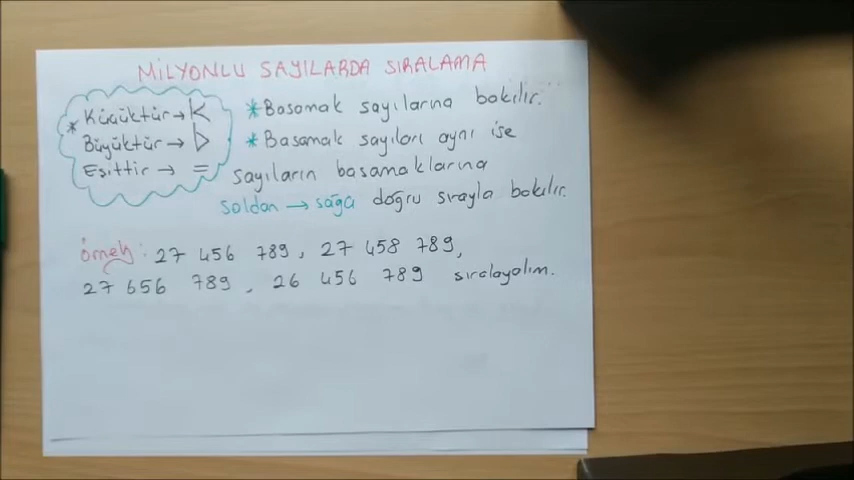 MİLYONLU SAYILARDA SIRALAMA
* Küçüktür → <
Büyüktür → >
Eşittir → =
* Basamak sayılarına bakılır.
* Basamak sayıları aynı ise
sayıların basamaklarına
soldan → sağa doğru sırayla bakılır.
örnek: 27 456 789, 27 458 789,
27 656 789, 26 456 789 sıralayalım.